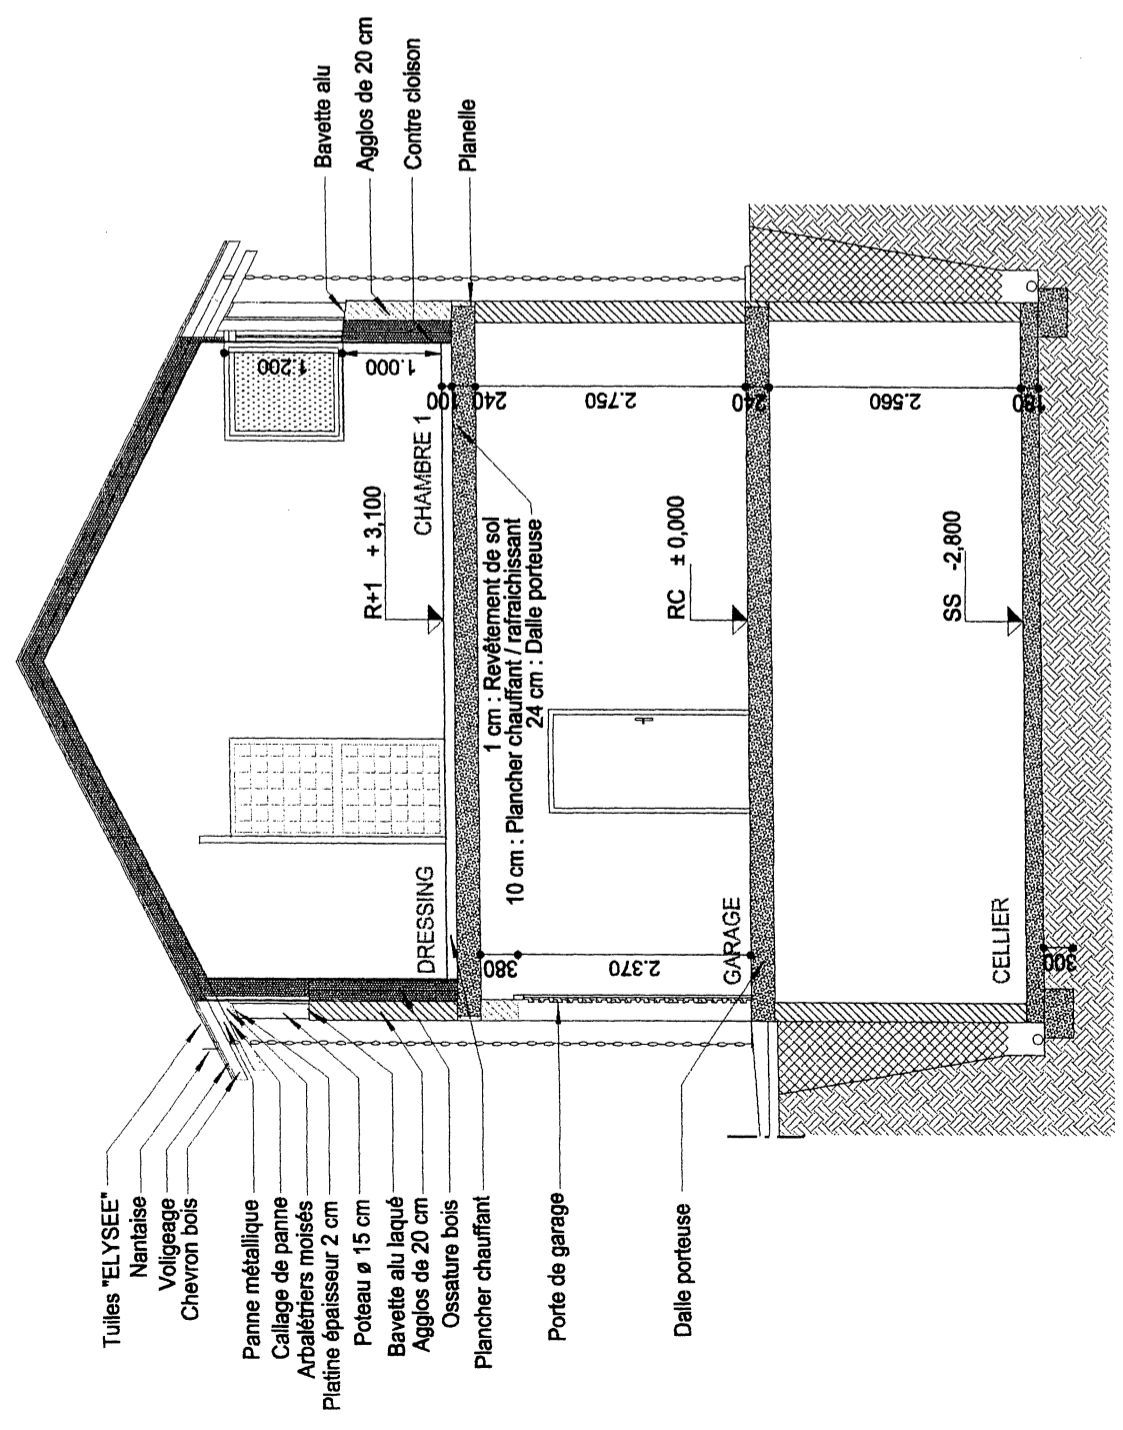 Tuiles "ELYSEE"
Nantaise
Voligeage
Chevron bois
Panne métallique
Callage de panne
Arbalétriers moisés
Platine épaisseur 2 cm
Poteau ø 15 cm
Bavette alu laqué
Agglos de 20 cm
Ossature bois
Plancher chauffant
Porte de garage
Dalle porteuse
Bavette alu
Agglos de 20 cm
Contre cloison
Planelle
1.200
1.000
100
240
2.750
240
2.560
180
R+1 + 3,100
CHAMBRE 1
DRESSING
1 cm : Revêtement de sol
10 cm : Plancher chauffant / rafraichissant
24 cm : Dalle porteuse
RC ± 0,000
GARAGE
380
2.370
SS -2,800
CELLIER
300